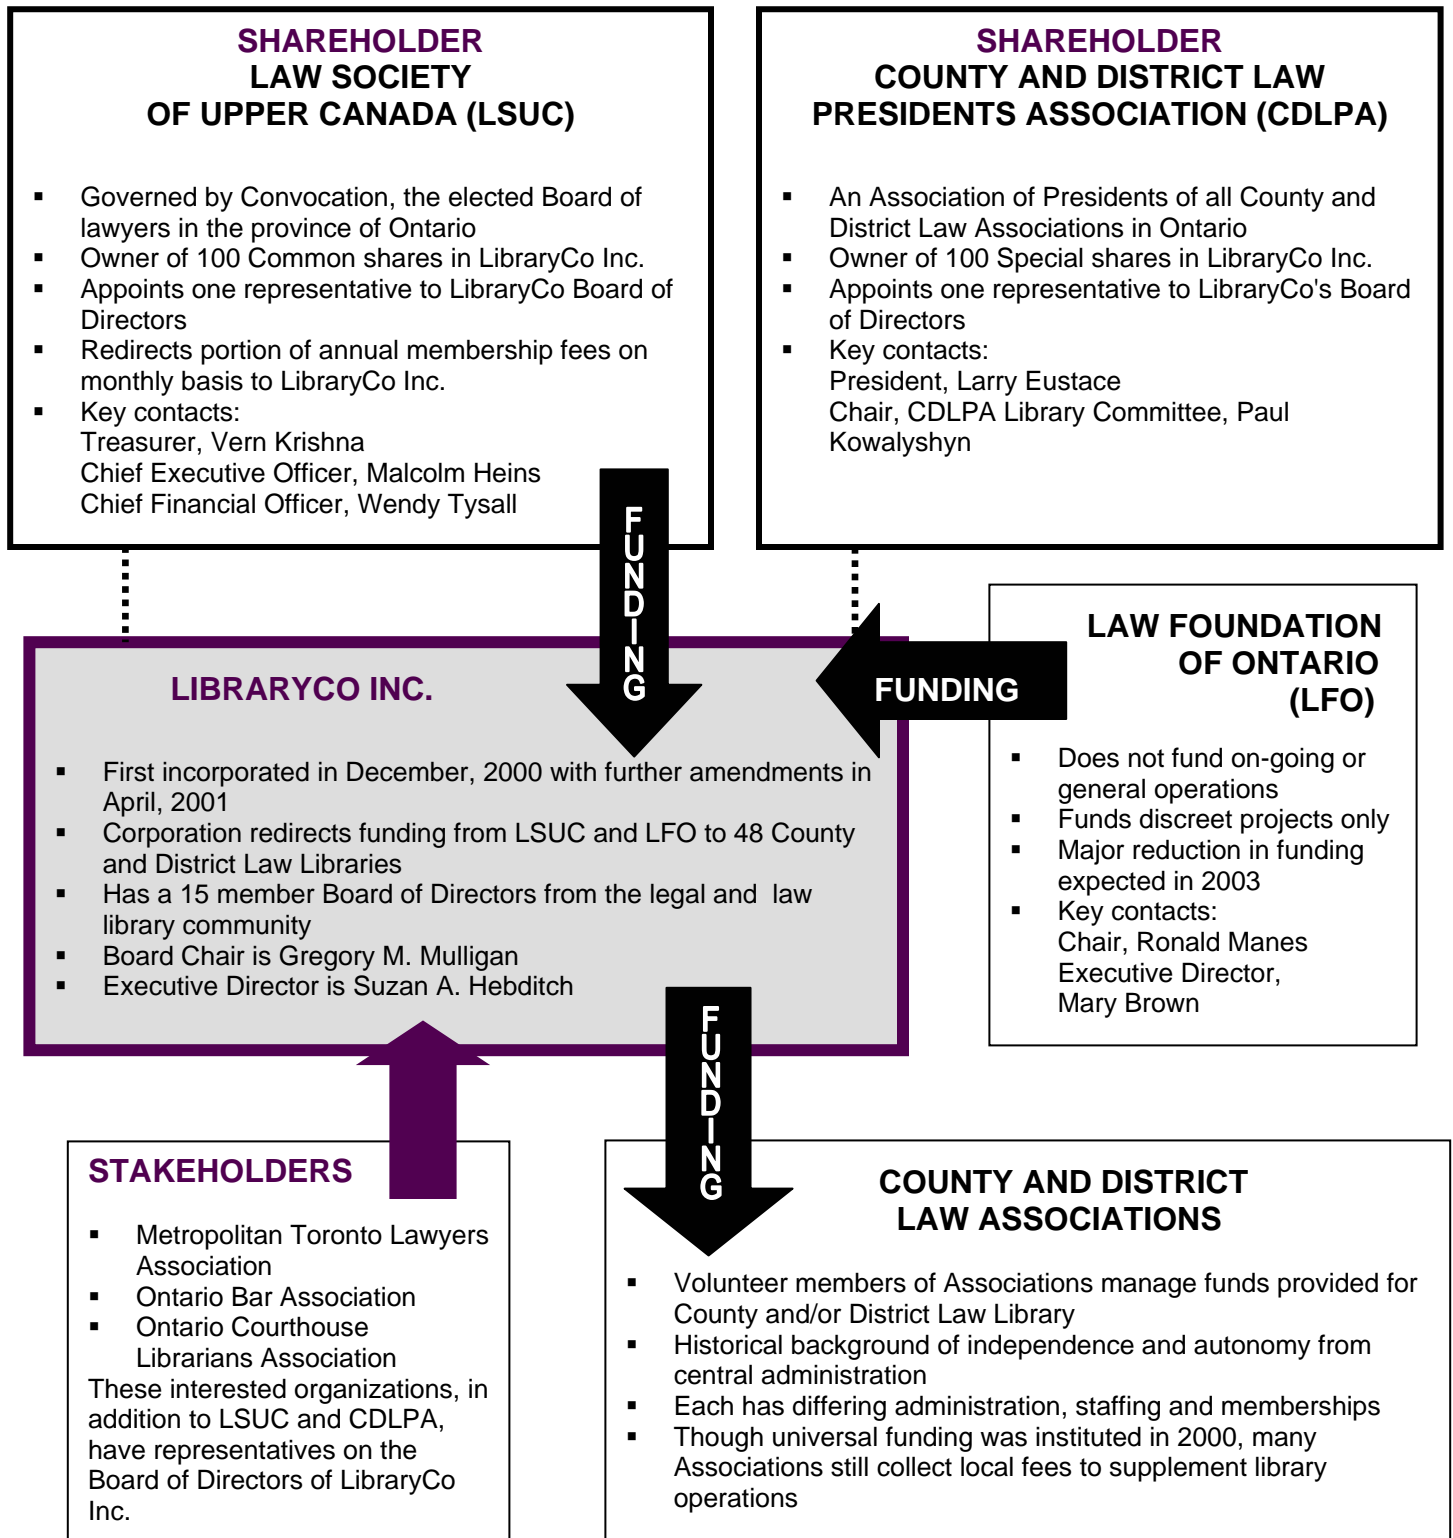 SHAREHOLDER
LAW SOCIETY
OF UPPER CANADA (LSUC)
▪ Governed by Convocation, the elected Board of
lawyers in the province of Ontario
▪ Owner of 100 Common shares in LibraryCo Inc.
▪ Appoints one representative to LibraryCo Board of
Directors
▪ Redirects portion of annual membership fees on
monthly basis to LibraryCo Inc.
▪ Key contacts:
Treasurer, Vern Krishna
Chief Executive Officer, Malcolm Heins
Chief Financial Officer, Wendy Tysall
SHAREHOLDER
COUNTY AND DISTRICT LAW
PRESIDENTS ASSOCIATION (CDLPA)
▪ An Association of Presidents of all County and
District Law Associations in Ontario
▪ Owner of 100 Special shares in LibraryCo Inc.
▪ Appoints one representative to LibraryCo's Board
of Directors
▪ Key contacts:
President, Larry Eustace
Chair, CDLPA Library Committee, Paul
Kowalyshyn
FUNDING
LIBRARYCO INC.
▪ First incorporated in December, 2000 with further amendments in
April, 2001
▪ Corporation redirects funding from LSUC and LFO to 48 County
and District Law Libraries
▪ Has a 15 member Board of Directors from the legal and law
library community
▪ Board Chair is Gregory M. Mulligan
▪ Executive Director is Suzan A. Hebditch
FUNDING
LAW FOUNDATION
OF ONTARIO
(LFO)
▪ Does not fund on-going or
general operations
▪ Funds discreet projects only
▪ Major reduction in funding
expected in 2003
▪ Key contacts:
Chair, Ronald Manes
Executive Director,
Mary Brown
FUNDING
STAKEHOLDERS
▪ Metropolitan Toronto Lawyers
Association
▪ Ontario Bar Association
▪ Ontario Courthouse
Librarians Association
These interested organizations, in
addition to LSUC and CDLPA,
have representatives on the
Board of Directors of LibraryCo
Inc.
COUNTY AND DISTRICT
LAW ASSOCIATIONS
▪ Volunteer members of Associations manage funds provided for
County and/or District Law Library
▪ Historical background of independence and autonomy from
central administration
▪ Each has differing administration, staffing and memberships
▪ Though universal funding was instituted in 2000, many
Associations still collect local fees to supplement library
operations